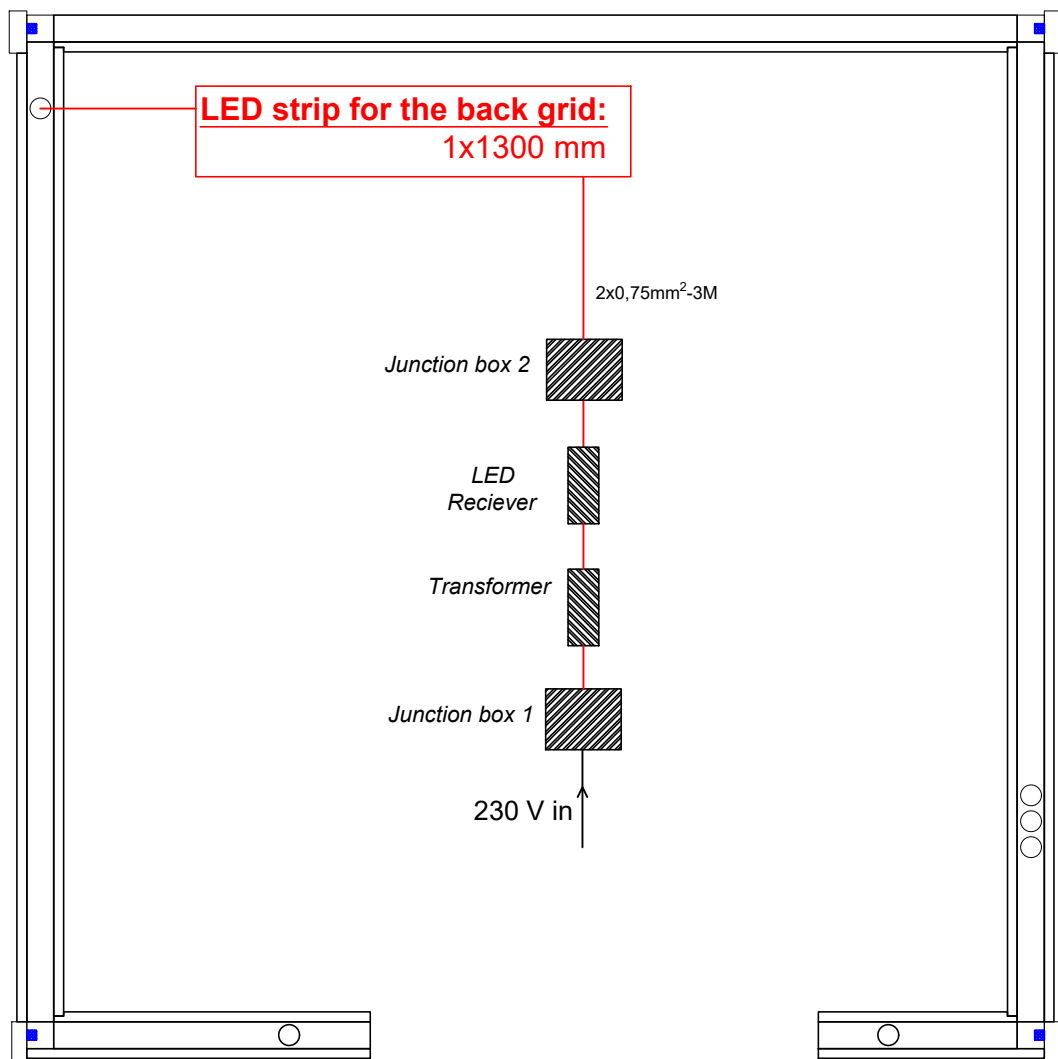 LED strip for the back grid:
1x1300 mm
2x0,75mm²-3M
Junction box 2
LED
Reciever
Transformer
Junction box 1
230 V in